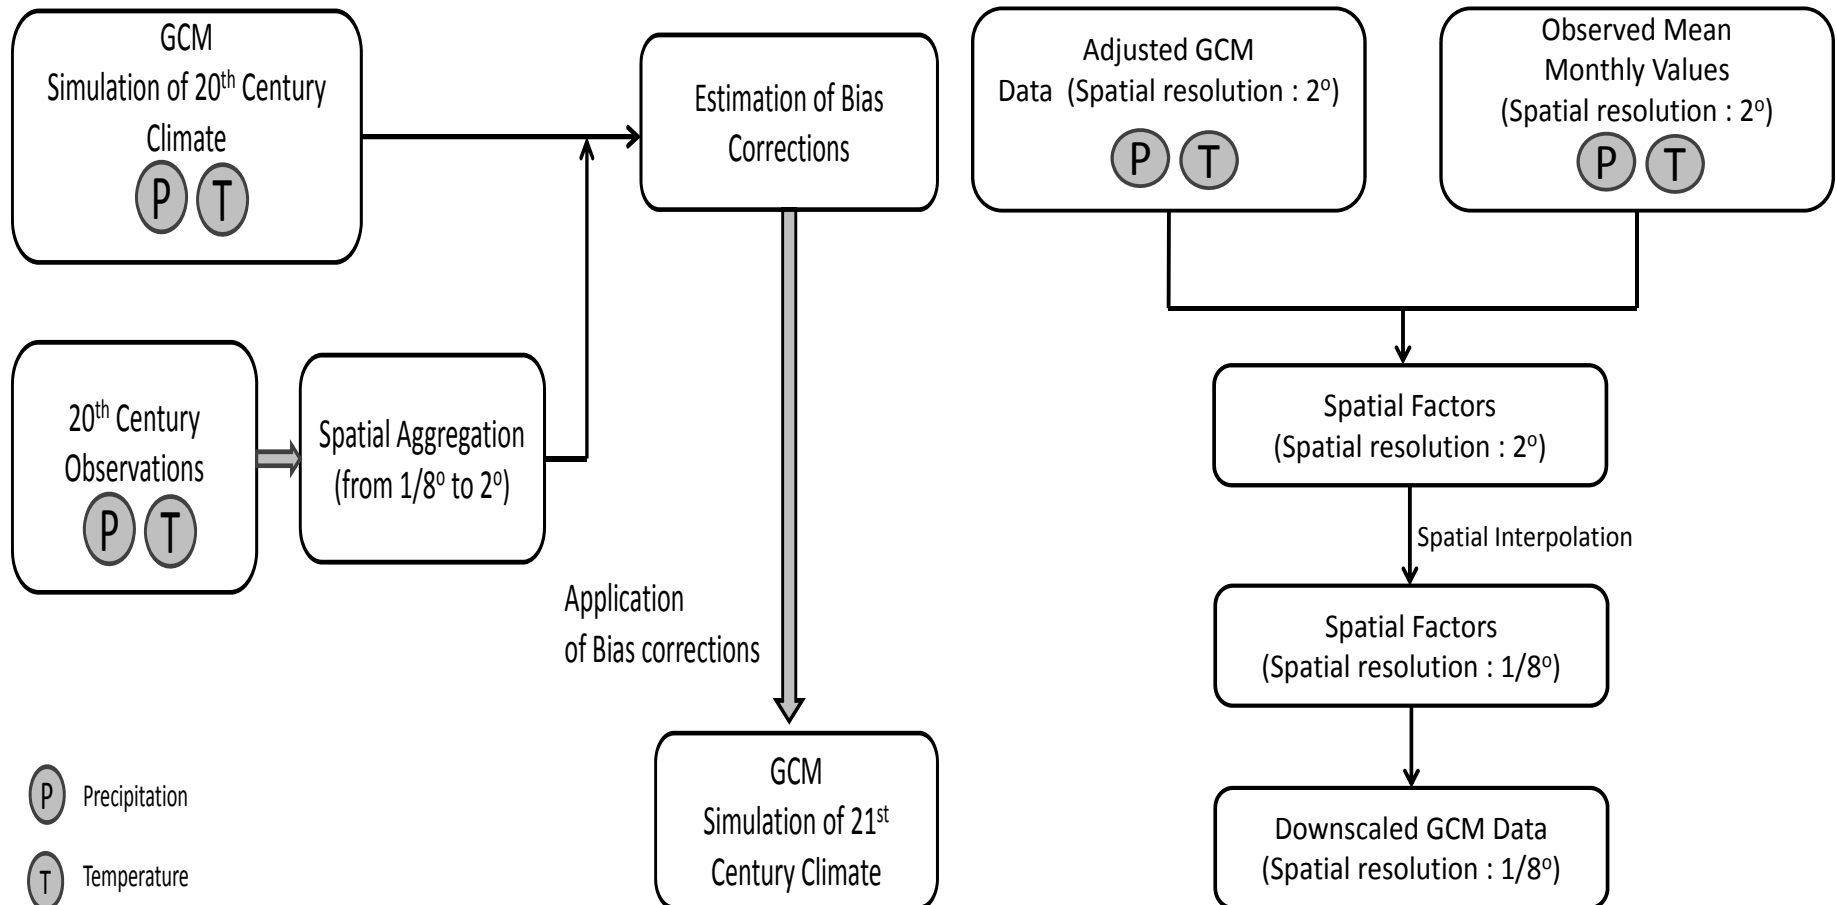 GCM
Simulation of 20th Century
Climate
P T
20th Century
Observations
P T
Spatial Aggregation
(from 1/8o to 2o)
Estimation of Bias
Corrections
Application
of Bias corrections
GCM
Simulation of 21st
Century Climate
P Precipitation
T Temperature
Adjusted GCM
Data (Spatial resolution : 2o)
P T
Observed Mean
Monthly Values
(Spatial resolution : 2o)
P T
Spatial Factors
(Spatial resolution : 2o)
Spatial Interpolation
Spatial Factors
(Spatial resolution : 1/8o)
Downscaled GCM Data
(Spatial resolution : 1/8o)